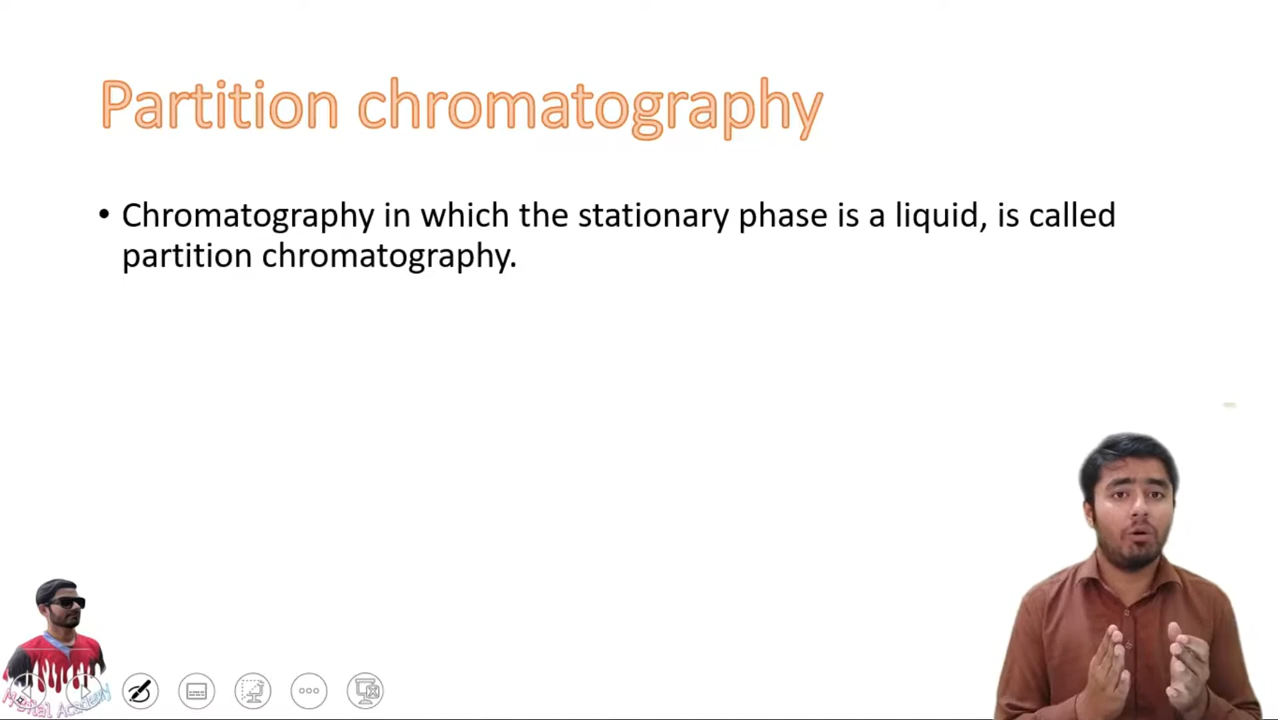 Partition chromatography
• Chromatography in which the stationary phase is a liquid, is called
partition chromatography.